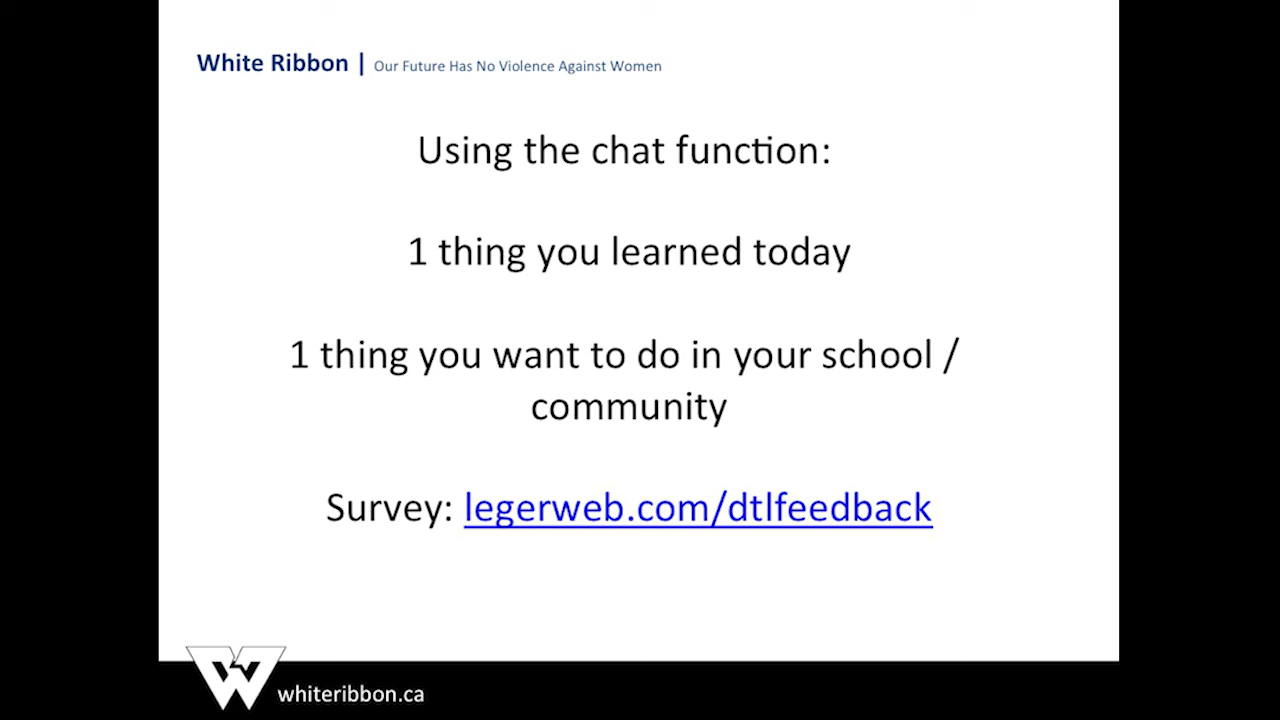 White Ribbon | Our Future Has No Violence Against Women
Using the chat function:
1 thing you learned today
1 thing you want to do in your school /
community
Survey: legerweb.com/dtlfeedback
whiteribbon.ca